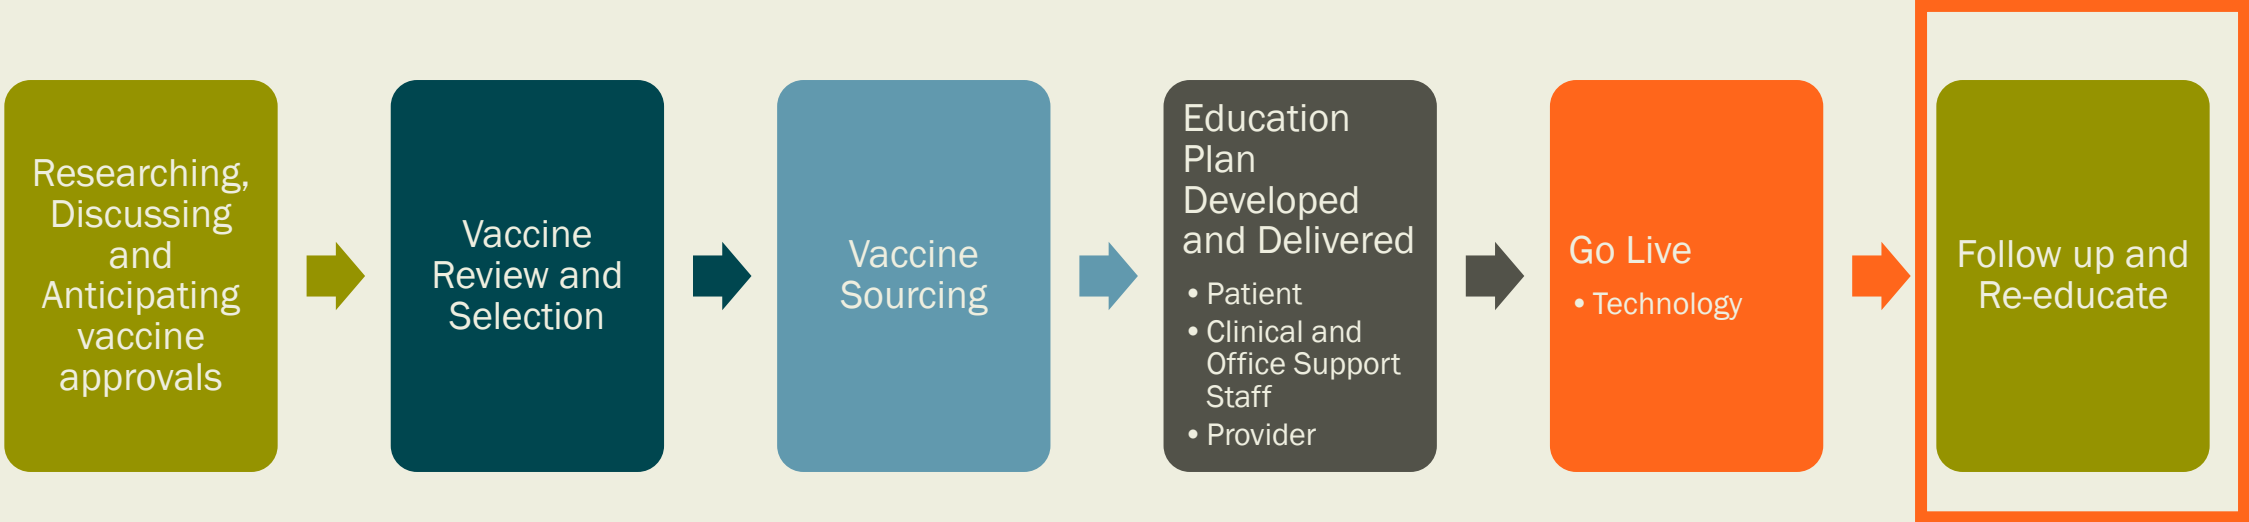 Researching,
Discussing
and
Anticipating
vaccine
approvals
Vaccine
Review and
Selection
Vaccine
Sourcing
Education
Plan
Developed
and Delivered
• Patient
• Clinical and
Office Support
Staff
• Provider
Go Live
• Technology
Follow up and
Re-educate